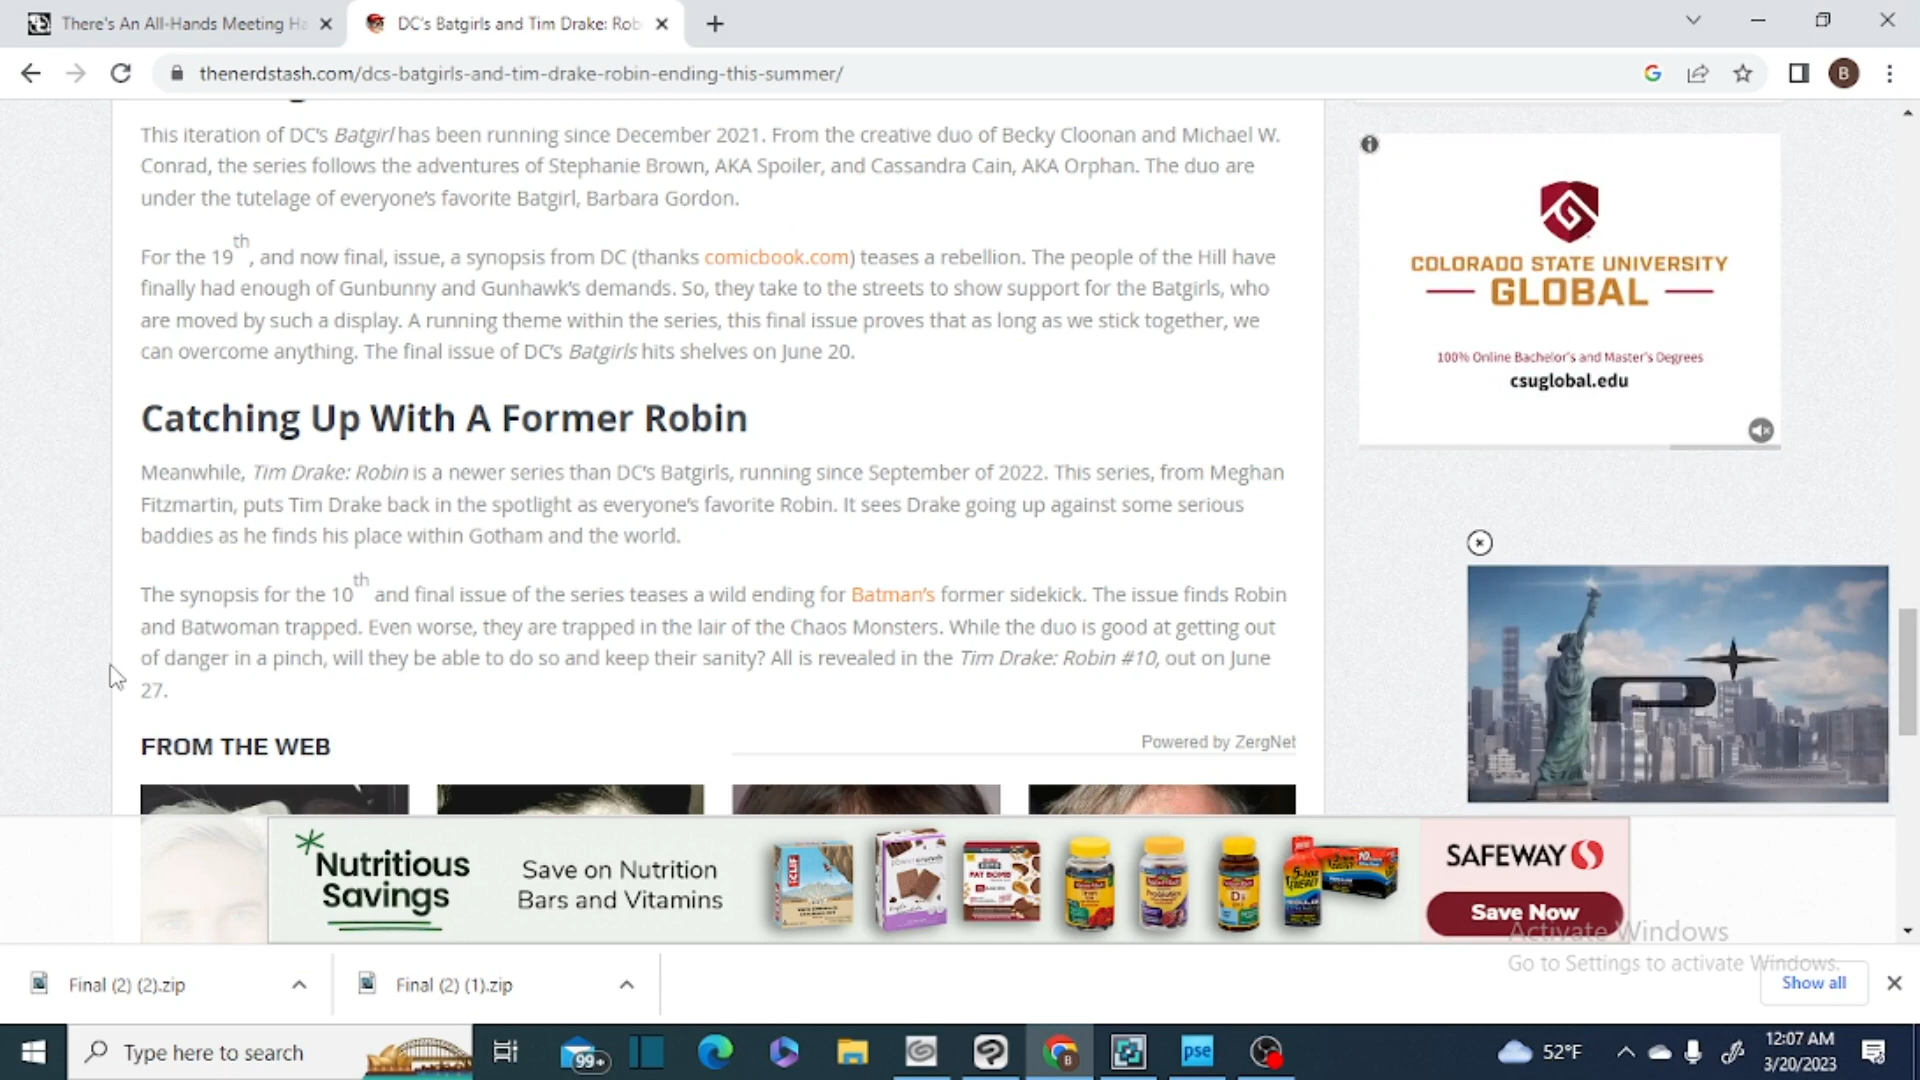 There's An All-Hands Meeting Ha
DC's Batgirls and Tim Drake: Rob
thenerdstash.com/dcs-batgirls-and-tim-drake-robin-ending-this-summer/
B
This iteration of DC's Batgirl has been running since December 2021. From the creative duo of Becky Cloonan and Michael W.
Conrad, the series follows the adventures of Stephanie Brown, AKA Spoiler, and Cassandra Cain, AKA Orphan. The duo are
under the tutelage of everyone's favorite Batgirl, Barbara Gordon.
For the 19th, and now final, issue, a synopsis from DC (thanks comicbook.com) teases a rebellion. The people of the Hill have
finally had enough of Gunbunny and Gunhawk's demands. So, they take to the streets to show support for the Batgirls, who
are moved by such a display. A running theme within the series, this final issue proves that as long as we stick together, we
can overcome anything. The final issue of DC's Batgirls hits shelves on June 20.
Catching Up With A Former Robin
Meanwhile, Tim Drake: Robin is a newer series than DC's Batgirls, running since September of 2022. This series, from Meghan
Fitzmartin, puts Tim Drake back in the spotlight as everyone's favorite Robin. It sees Drake going up against some serious
baddies as he finds his place within Gotham and the world.
The synopsis for the 10th and final issue of the series teases a wild ending for Batman's former sidekick. The issue finds Robin
and Batwoman trapped. Even worse, they are trapped in the lair of the Chaos Monsters. While the duo is good at getting out
of danger in a pinch, will they be able to do so and keep their sanity? All is revealed in the Tim Drake: Robin #10, out on June
27.
FROM THE WEB
Powered by ZergNet
COLORADO STATE UNIVERSITY
GLOBAL
100% Online Bachelor's and Master's Degrees
csuglobal.edu
Nutritious
Savings
Save on Nutrition
Bars and Vitamins
CLIF
FAT BOMB
D3
5-hour
ENERGY
SAFEWAY
Save Now
Activate Windows
Go to Settings to activate Windows.
Final (2) (2).zip
Final (2) (1).zip
Show all
Type here to search
99+
B
pse
52°F
12:07 AM
3/20/2023